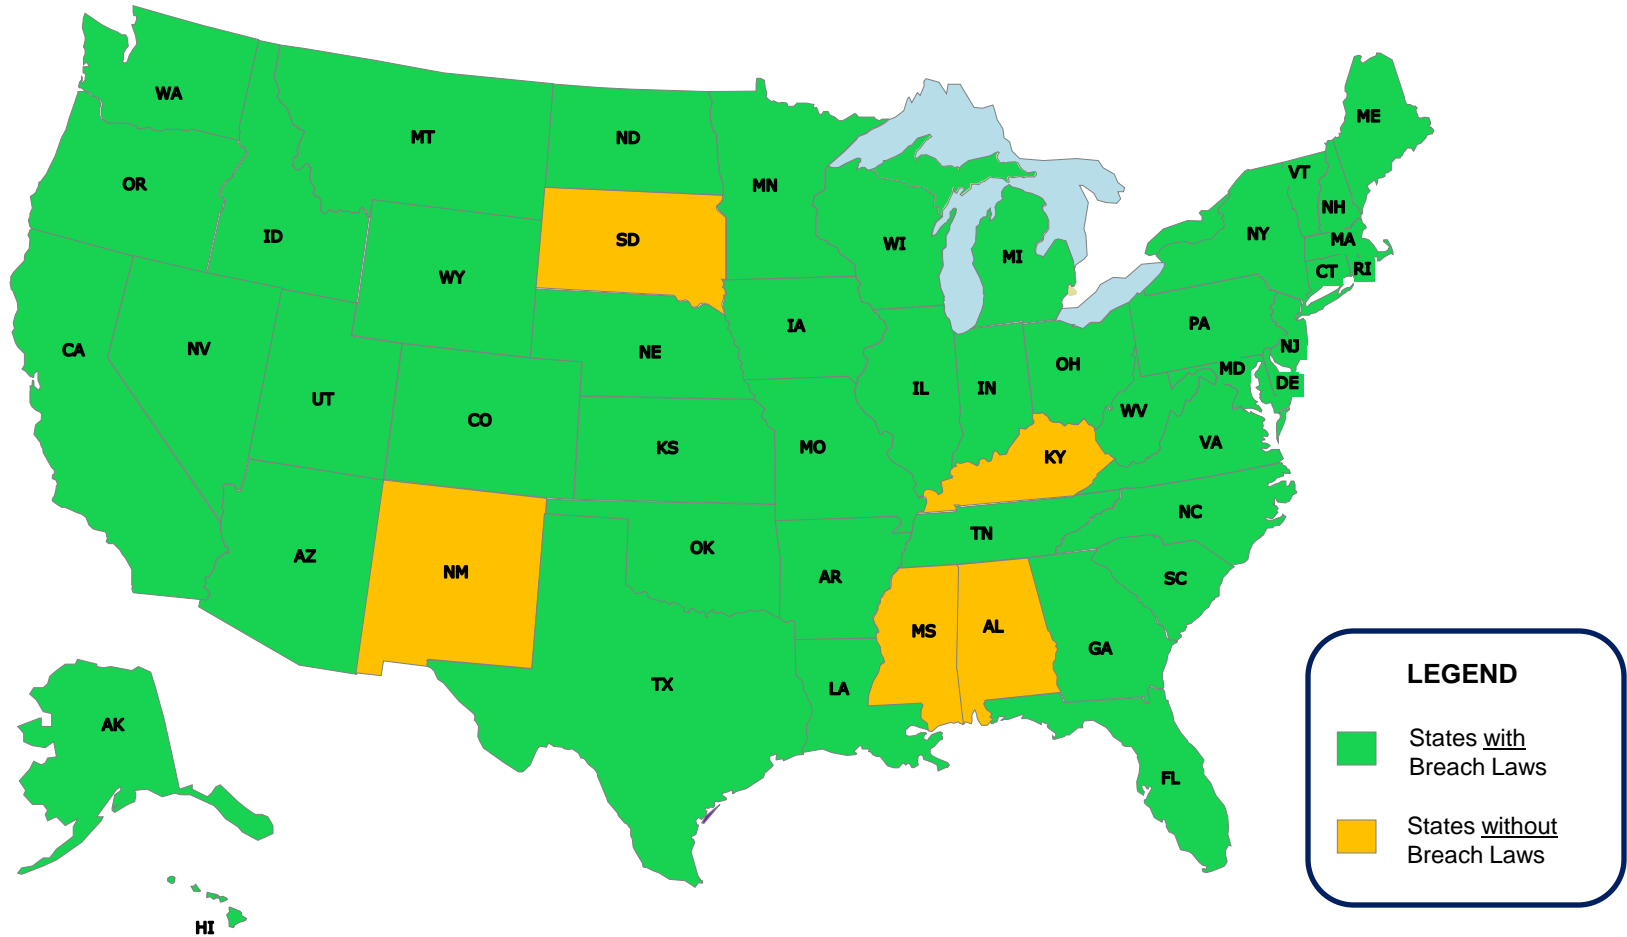 WA
MT
ND
MN
ME
OR
ID
WY
SD
WI
MI
VT
NH
NY
MA
CT
RI
CA
NV
UT
CO
NE
IA
IL
IN
OH
PA
NJ
MD
DE
WV
VA
KS
MO
KY
NC
TN
AZ
NM
OK
AR
SC
MS
AL
GA
TX
LA
FL
AK
HI
LEGEND
States with
Breach Laws
States without
Breach Laws